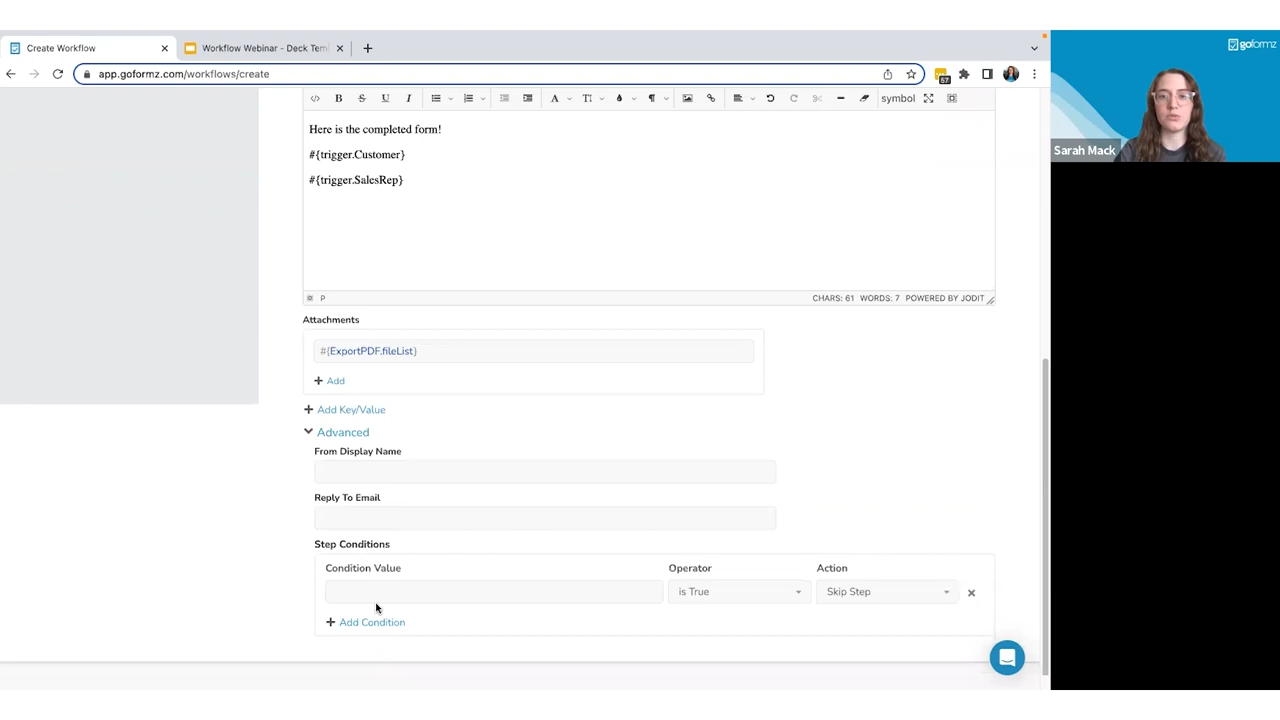 Create Workflow
Workflow Webinar - Deck Tem
goformz
app.goformz.com/workflows/create
57
symbol
Here is the completed form!
#{trigger.Customer}
#{trigger.SalesRep}
Sarah Mack
P
CHARS: 61 WORDS: 7 POWERED BY JODIT
Attachments
#{ExportPDF.fileList}
+ Add
+ Add Key/Value
Advanced
From Display Name
Reply To Email
Step Conditions
Condition Value Operator Action
is True Skip Step
+ Add Condition